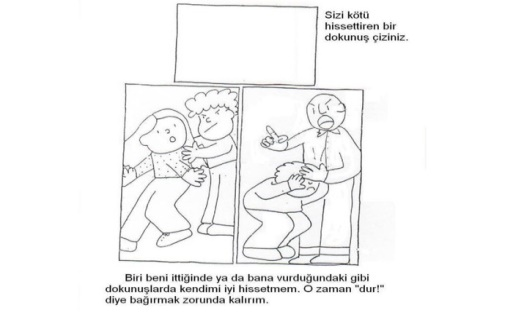 Sizi kötü
hissettiren bir
dokunuş çiziniz.
Biri beni ittiğinde ya da bana vurduğundaki gibi
dokunuşlarda kendimi iyi hissetmem. O zaman "dur!"
diye bağırmak zorunda kalırım.